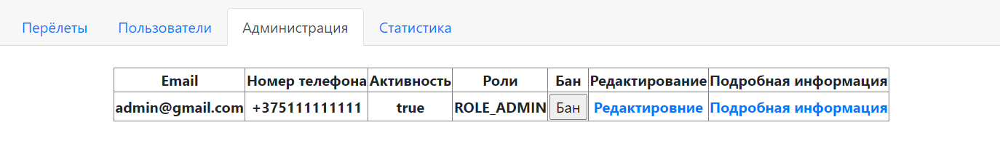 Перёлеты Пользователи Администрация Статистика
Email Номер телефона Активность Роли Бан Редактирование Подробная информация
admin@gmail.com +375111111111 true ROLE_ADMIN Бан Редактировние Подробная информация